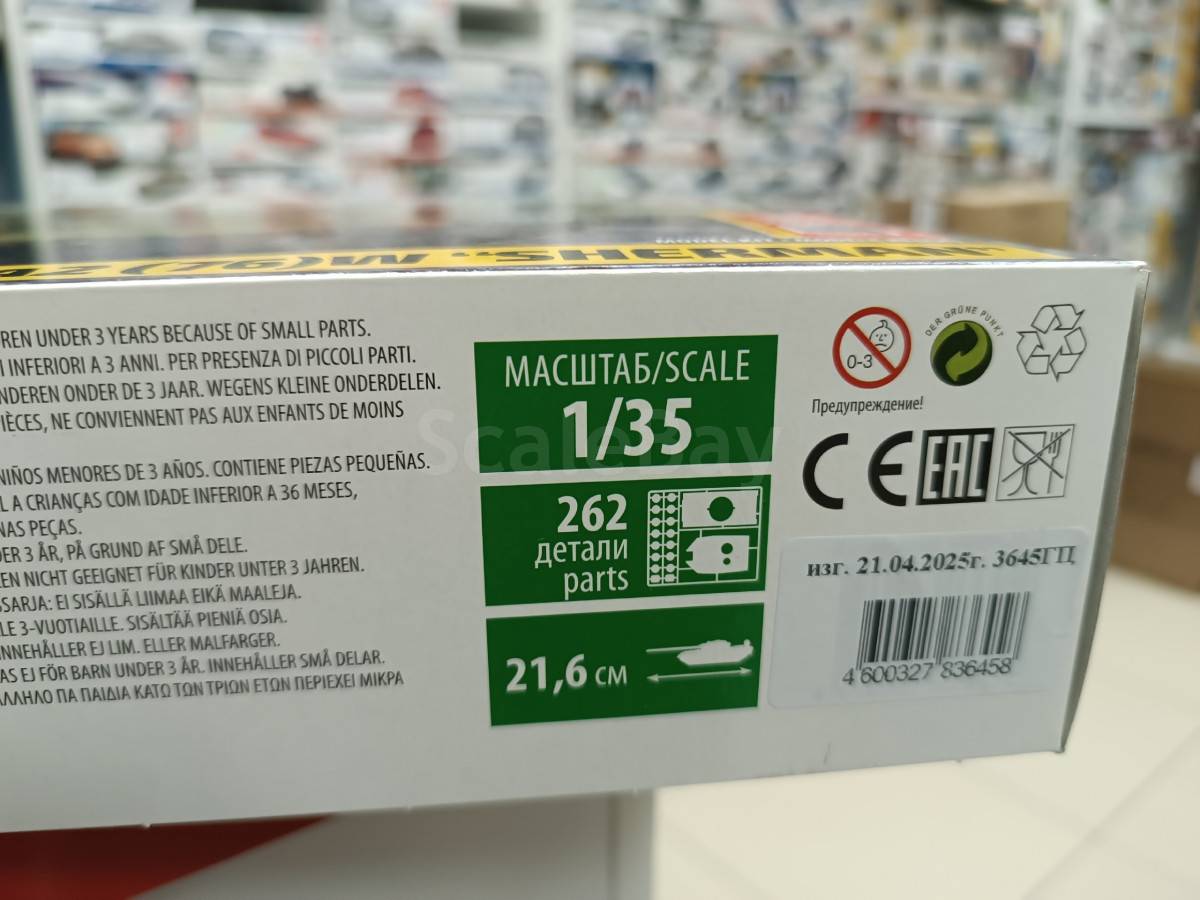 M4A2 (76)W "SHERMAN"
REN UNDER 3 YEARS BECAUSE OF SMALL PARTS.
I INFERIORI A 3 ANNI. PER PRESENZA DI PICCOLI PARTI.
NDEREN ONDER DE 3 JAAR. WEGENS KLEINE ONDERDELEN.
IÈCES, NE CONVIENNENT PAS AUX ENFANTS DE MOINS
NIÑOS MENORES DE 3 AÑOS. CONTIENE PIEZAS PEQUEÑAS.
L A CRIANÇAS COM IDADE INFERIOR A 36 MESES,
NAS PEÇAS.
DER 3 ÅR, PÅ GRUND AF SMÅ DELE.
EN NICHT GEEIGNET FÜR KINDER UNTER 3 JAHREN.
SSARJA: EI SISÄLLÄ LIIMAA EIKÄ MAALEJA.
LE 3-VUOTIAILLE. SISÄLTÄÄ PIENIÄ OSIA.
INNEHÅLLER EJ LIM. ELLER MALFARGER.
AS EJ FÖR BARN UNDER 3 ÅR. INNEHÅLLER SMÅ DELAR.
ΑΛΛΗΛΟ ΓΙΑ ΠΑΙΔΙΑ ΚΑΤΩ ΤΩΝ ΤΡΙΩΝ ΕΤΩΝ ΠΕΡΙΕΧΕΙ ΜΙΚΡΑ
МАСШТАБ/SCALE
1/35
262
детали
parts
21,6 см
0-3
DER GRÜNE PUNKT
Предупреждение!
CE EAC
изг. 21.04.2025г. 3645ГЦ
4 600327 836458
ScaleBay